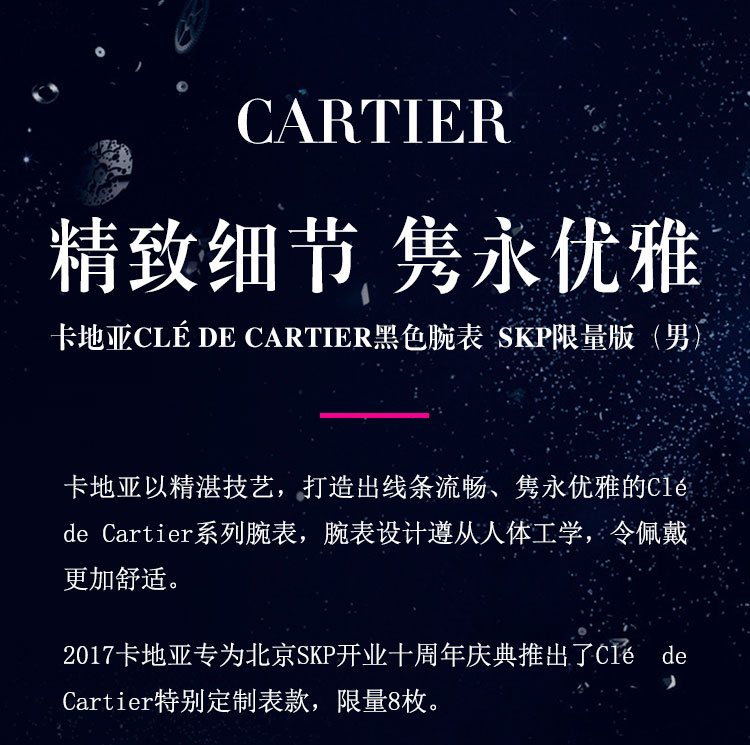 CARTIER
精致细节 隽永优雅
卡地亚CLÉ DE CARTIER黑色腕表 SKP限量版（男）
卡地亚以精湛技艺，打造出线条流畅、隽永优雅的Clé
de Cartier系列腕表，腕表设计遵从人体工学，令佩戴
更加舒适。
2017卡地亚专为北京SKP开业十周年庆典推出了Clé de
Cartier特别定制表款，限量8枚。